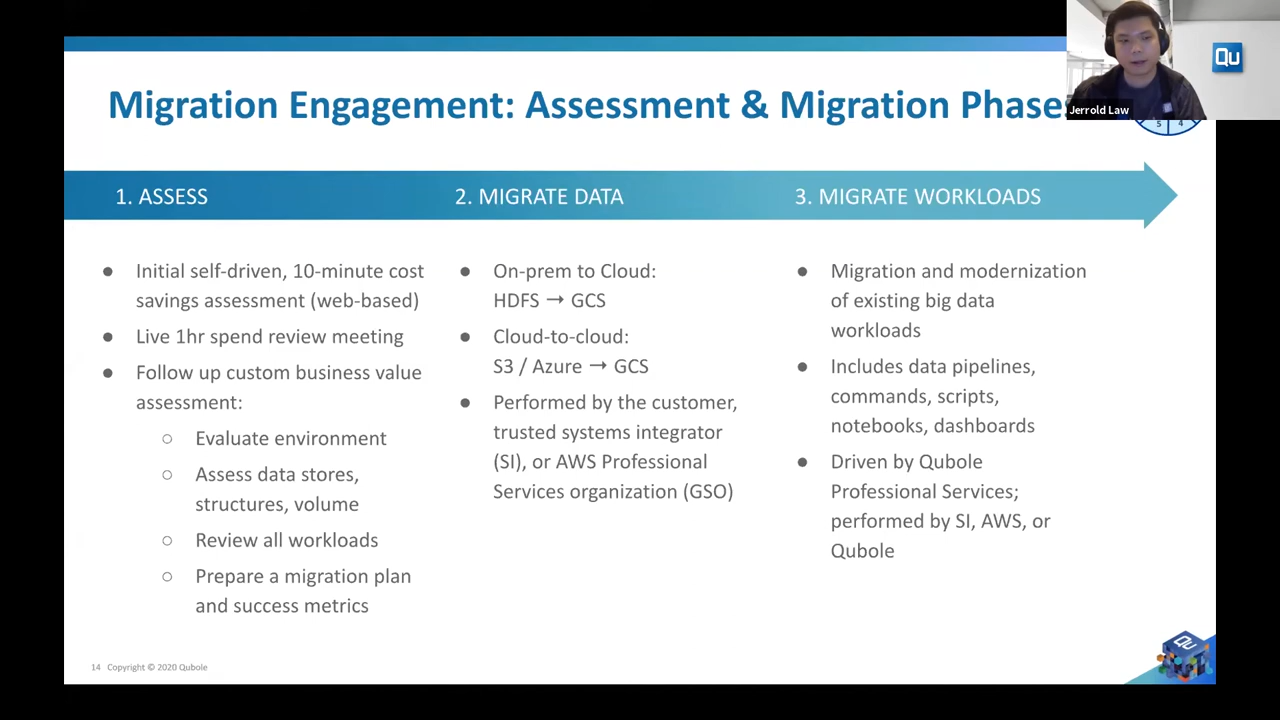 Qu
Jerrold Law
Migration Engagement: Assessment & Migration Phases
5 4
1. ASSESS
2. MIGRATE DATA
3. MIGRATE WORKLOADS
● Initial self-driven, 10-minute cost
savings assessment (web-based)
● Live 1hr spend review meeting
● Follow up custom business value
assessment:
○ Evaluate environment
○ Assess data stores,
structures, volume
○ Review all workloads
○ Prepare a migration plan
and success metrics
● On-prem to Cloud:
HDFS → GCS
● Cloud-to-cloud:
S3 / Azure → GCS
● Performed by the customer,
trusted systems integrator
(SI), or AWS Professional
Services organization (GSO)
● Migration and modernization
of existing big data
workloads
● Includes data pipelines,
commands, scripts,
notebooks, dashboards
● Driven by Qubole
Professional Services;
performed by SI, AWS, or
Qubole
14 Copyright © 2020 Qubole
Qu